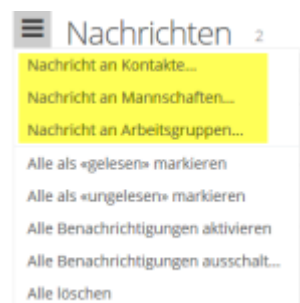 Nachrichten 2
Nachricht an Kontakte...
Nachricht an Mannschaften...
Nachricht an Arbeitsgruppen...
Alle als «gelesen» markieren
Alle als «ungelesen» markieren
Alle Benachrichtigungen aktivieren
Alle Benachrichtigungen ausschalt...
Alle löschen